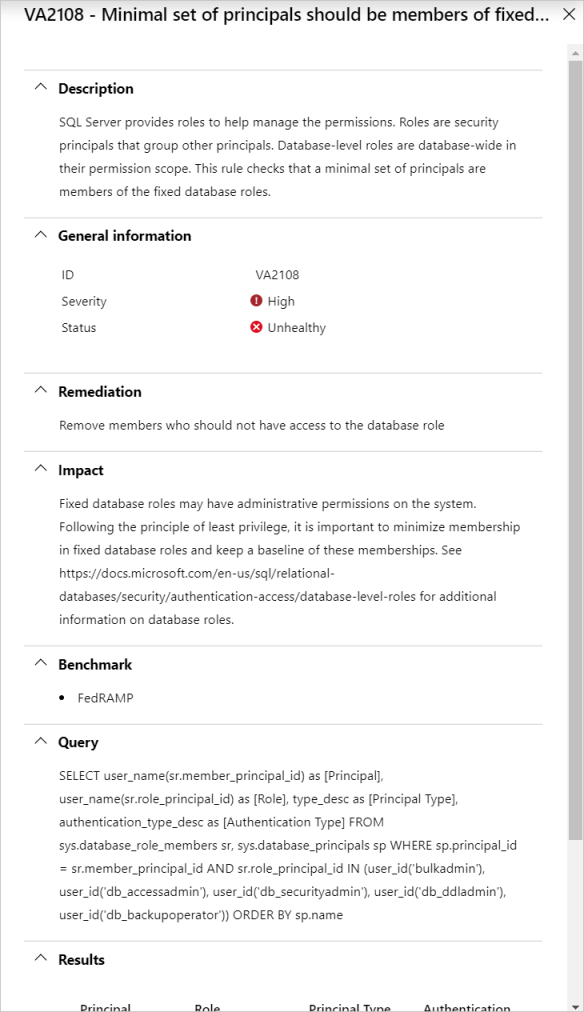 VA2108 - Minimal set of principals should be members of fixed...
Description
SQL Server provides roles to help manage the permissions. Roles are security
principals that group other principals. Database-level roles are database-wide in
their permission scope. This rule checks that a minimal set of principals are
members of the fixed database roles.
General information
ID VA2108
Severity High
Status Unhealthy
Remediation
Remove members who should not have access to the database role
Impact
Fixed database roles may have administrative permissions on the system.
Following the principle of least privilege, it is important to minimize membership
in fixed database roles and keep a baseline of these memberships. See
https://docs.microsoft.com/en-us/sql/relational-
databases/security/authentication-access/database-level-roles for additional
information on database roles.
Benchmark
• FedRAMP
Query
SELECT user_name(sr.member_principal_id) as [Principal],
user_name(sr.role_principal_id) as [Role], type_desc as [Principal Type],
authentication_type_desc as [Authentication Type] FROM
sys.database_role_members sr, sys.database_principals sp WHERE sp.principal_id
= sr.member_principal_id AND sr.role_principal_id IN (user_id('bulkadmin'),
user_id('db_accessadmin'), user_id('db_securityadmin'), user_id('db_ddladmin'),
user_id('db_backupoperator')) ORDER BY sp.name
Results
Principal Role Principal Type Authentication